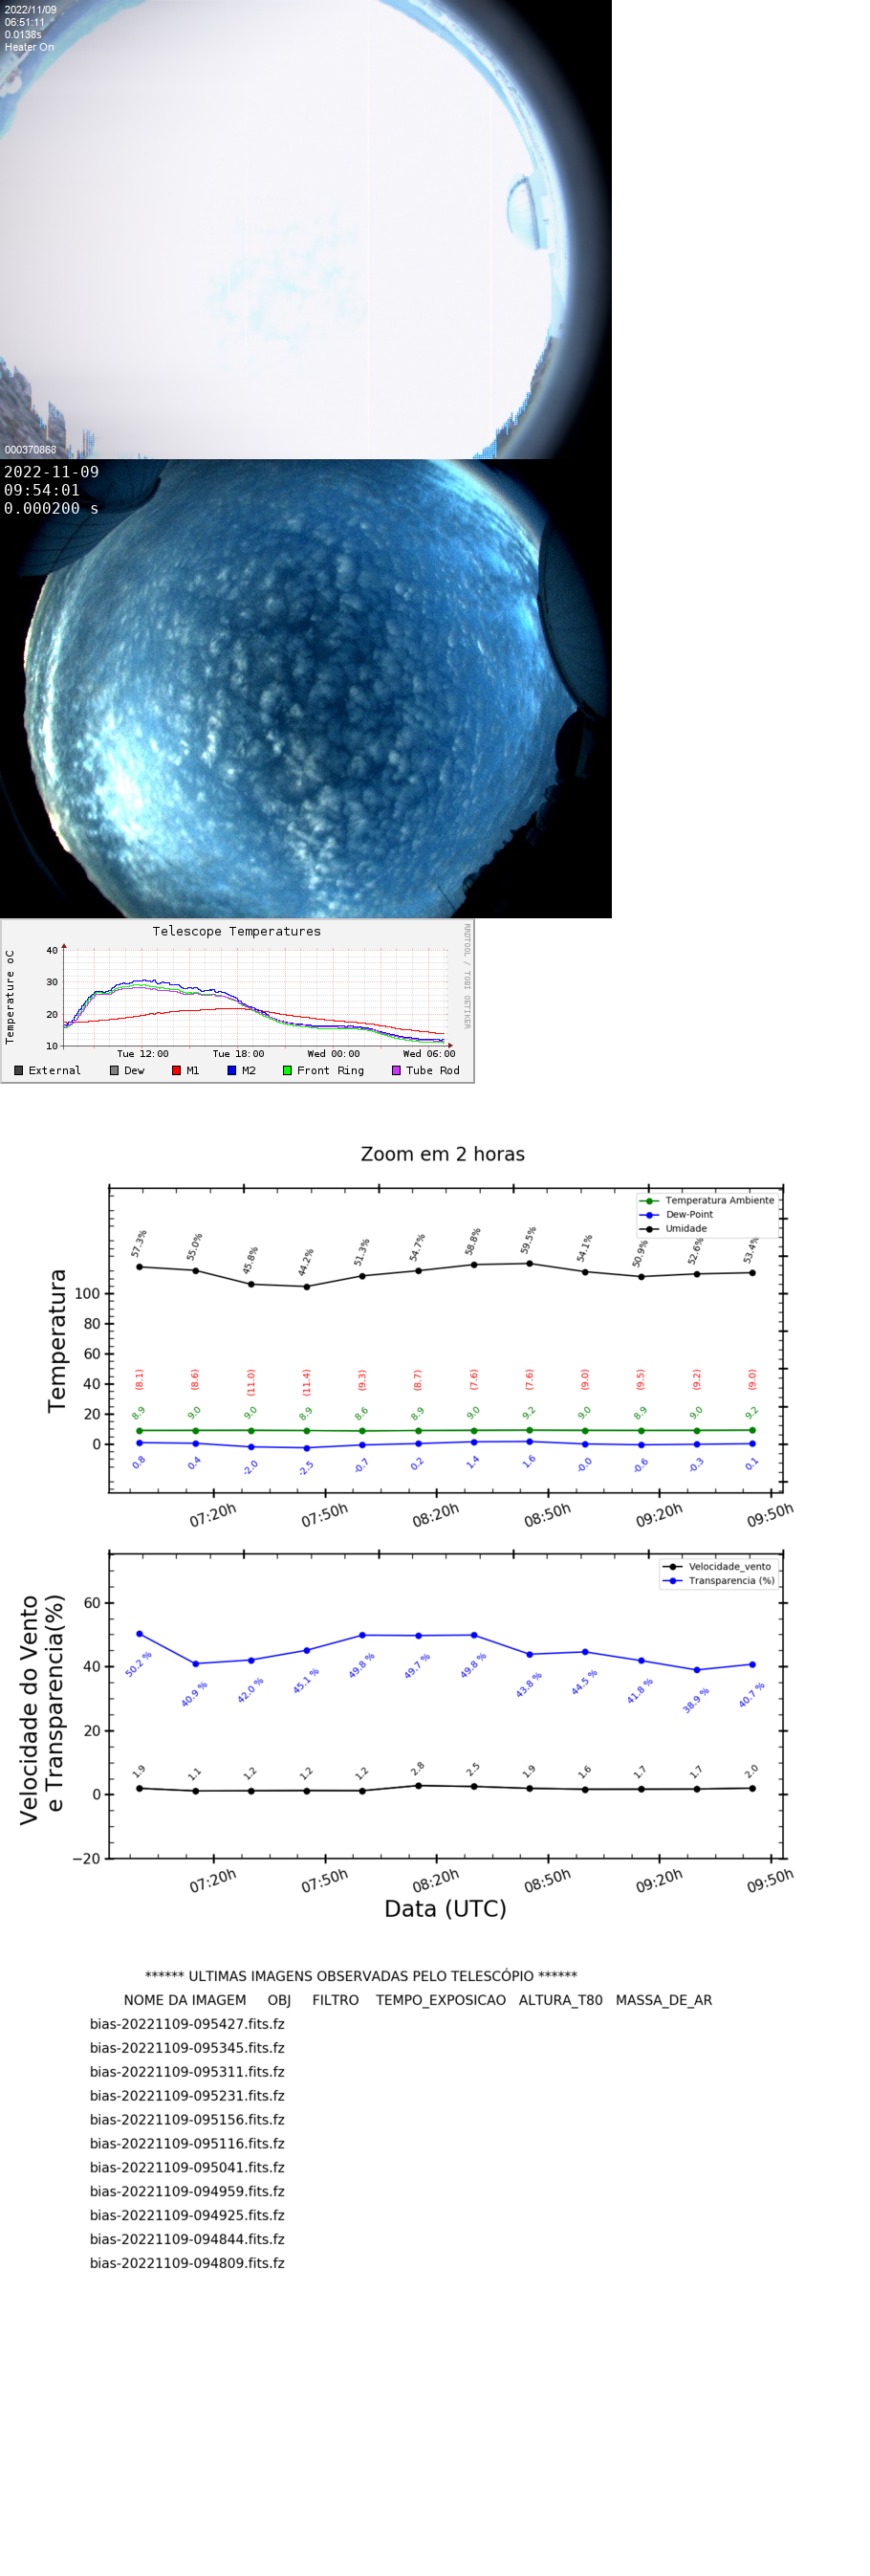 2022/11/09
06:51:11
0.0138s
Heater On
000370868
2022-11-09
09:54:01
0.000200 s
Telescope Temperatures
RRDTOOL / TOBI OETIKER
Temperature oC
40
30
20
10
Tue 12:00 Tue 18:00 Wed 00:00 Wed 06:00
External Dew M1 M2 Front Ring Tube Rod
Zoom em 2 horas
Temperatura Ambiente
Dew-Point
Umidade
57.3% 55.0% 45.8% 44.2% 51.3% 54.7% 58.8% 59.5% 54.1% 50.9% 52.6% 53.4%
Temperatura
100
80
60
40
20
0
(8.1) (8.6) (11.0) (11.4) (9.3) (8.7) (7.6) (7.6) (9.0) (9.5) (9.2) (9.0)
8.9 9.0 9.0 8.9 8.6 8.9 9.0 9.2 9.0 8.9 9.0 9.2
0.8 0.4 -2.0 -2.5 -0.7 0.2 1.4 1.6 -0.0 -0.6 -0.3 0.1
07:20h 07:50h 08:20h 08:50h 09:20h 09:50h
Velocidade_vento
Transparencia (%)
Velocidade do Vento
e Transparencia(%)
60
40
20
0
−20
50.2 % 40.9 % 42.0 % 45.1 % 49.8 % 49.7 % 49.8 % 43.8 % 44.5 % 41.8 % 38.9 % 40.7 %
1.9 1.1 1.2 1.2 1.2 2.8 2.5 1.9 1.6 1.7 1.7 2.0
07:20h 07:50h 08:20h 08:50h 09:20h 09:50h
Data (UTC)
****** ULTIMAS IMAGENS OBSERVADAS PELO TELESCÓPIO ******
NOME DA IMAGEM OBJ FILTRO TEMPO_EXPOSICAO ALTURA_T80 MASSA_DE_AR
bias-20221109-095427.fits.fz
bias-20221109-095345.fits.fz
bias-20221109-095311.fits.fz
bias-20221109-095231.fits.fz
bias-20221109-095156.fits.fz
bias-20221109-095116.fits.fz
bias-20221109-095041.fits.fz
bias-20221109-094959.fits.fz
bias-20221109-094925.fits.fz
bias-20221109-094844.fits.fz
bias-20221109-094809.fits.fz